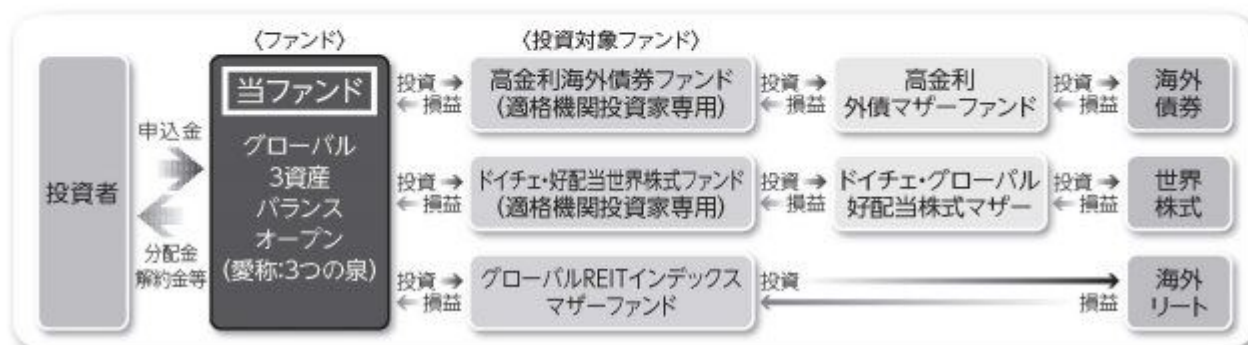 〈ファンド〉
〈投資対象ファンド〉
投資者
申込金
分配金
解約金等
当ファンド
グローバル
3資産
バランス
オープン
(愛称:3つの泉)
投資
損益
高金利海外債券ファンド
(適格機関投資家専用)
投資
損益
高金利
外債マザーファンド
投資
損益
海外
債券
投資
損益
ドイチェ・好配当世界株式ファンド
(適格機関投資家専用)
投資
損益
ドイチェ・グローバル
好配当株式マザー
投資
損益
世界
株式
投資
損益
グローバルREITインデックス
マザーファンド
投資
損益
海外
リート